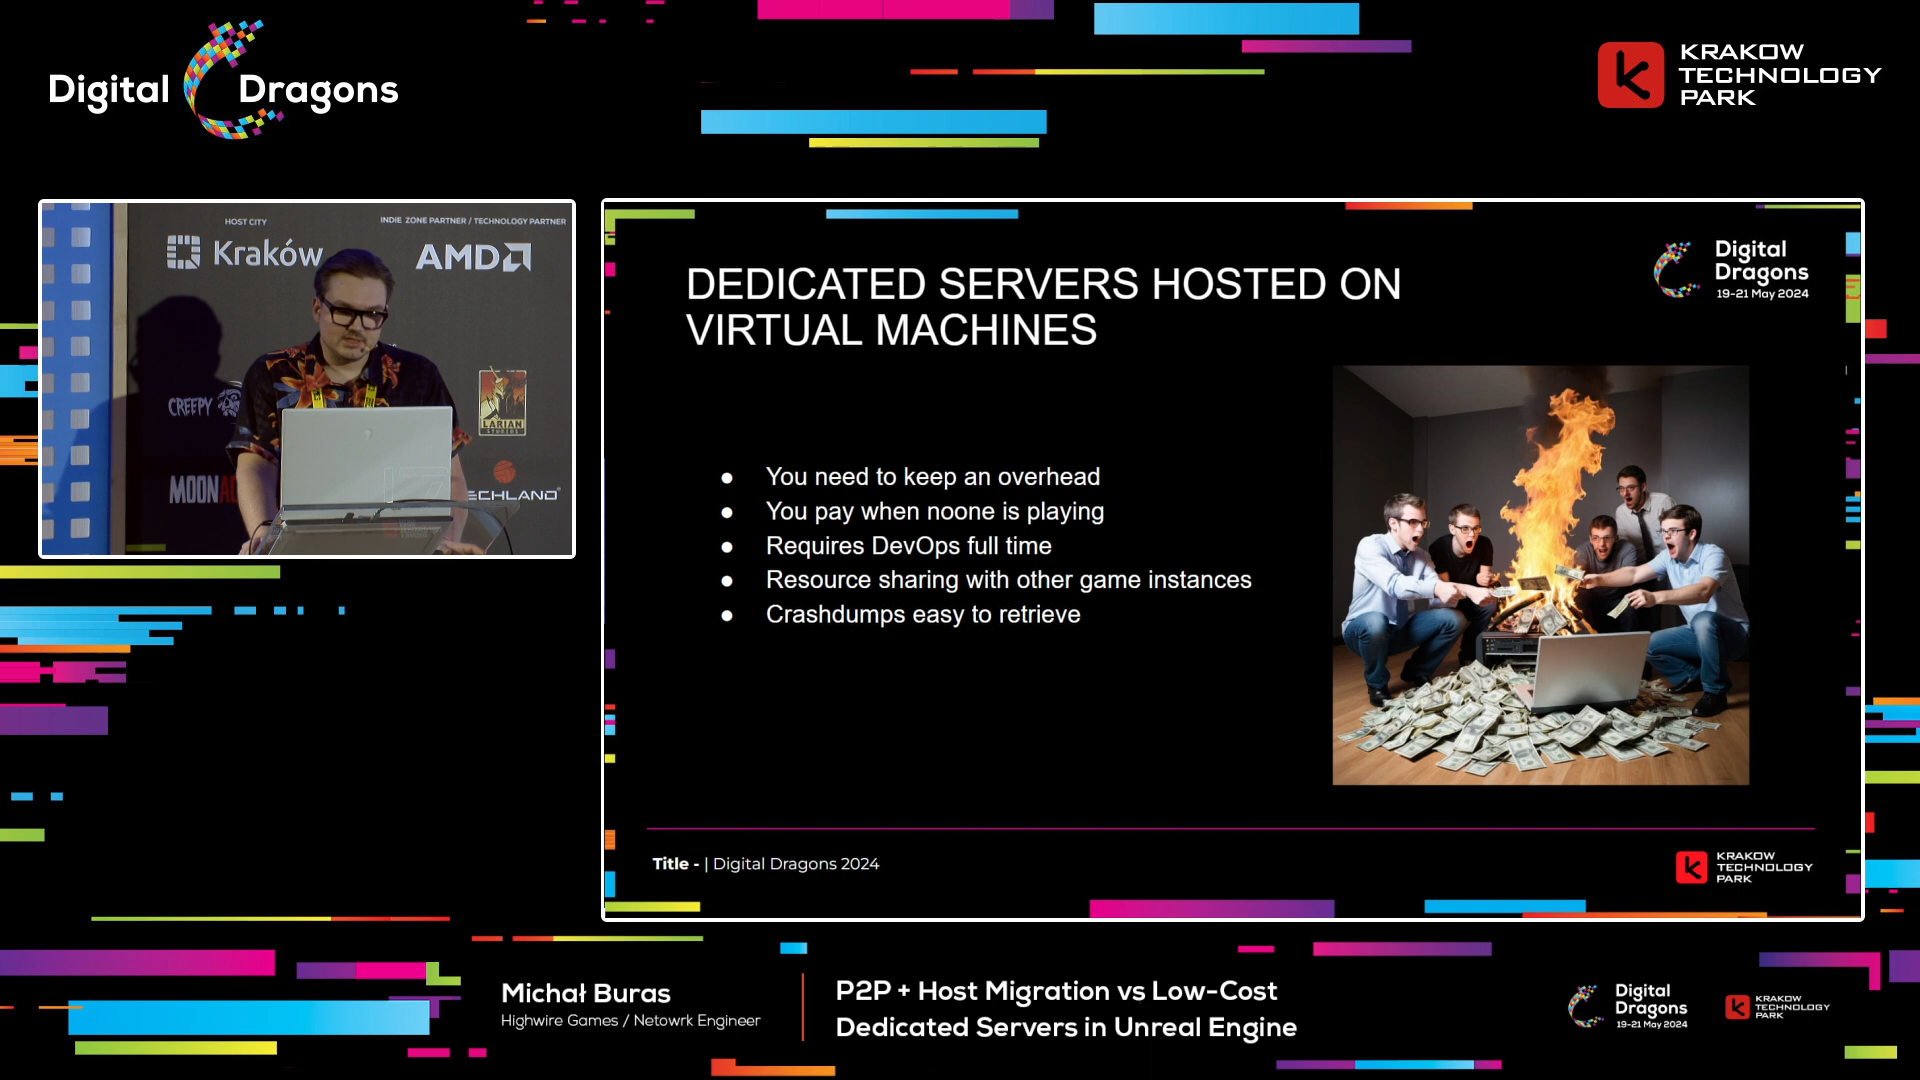 Digital Dragons
KRAKOW
TECHNOLOGY
PARK
HOST CITY
Kraków
INDIE ZONE PARTNER / TECHNOLOGY PARTNER
AMD
CREEPY
LARIAN
STUDIOS
MOON
ECHLAND
17
Digital
Dragons
19-21 May 2024
DEDICATED SERVERS HOSTED ON
VIRTUAL MACHINES
● You need to keep an overhead
● You pay when noone is playing
● Requires DevOps full time
● Resource sharing with other game instances
● Crashdumps easy to retrieve
Title - | Digital Dragons 2024
KRAKOW
TECHNOLOGY
PARK
Michał Buras
Highwire Games / Netowrk Engineer
P2P + Host Migration vs Low-Cost
Dedicated Servers in Unreal Engine
Digital
Dragons
19-21 May 2024
KRAKOW
TECHNOLOGY
PARK